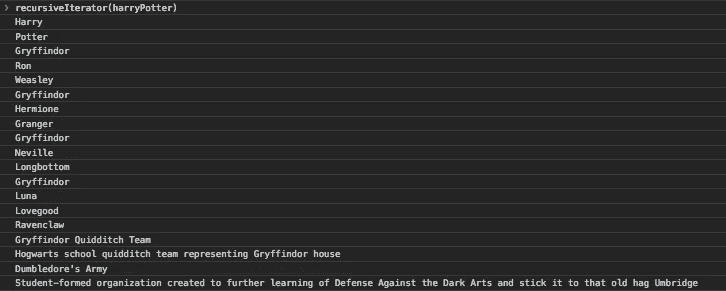 > recursiveIterator(harryPotter)
Harry
Potter
Gryffindor
Ron
Weasley
Gryffindor
Hermione
Granger
Gryffindor
Neville
Longbottom
Gryffindor
Luna
Lovegood
Ravenclaw
Gryffindor Quidditch Team
Hogwarts school quidditch team representing Gryffindor house
Dumbledore's Army
Student-formed organization created to further learning of Defense Against the Dark Arts and stick it to that old hag Umbridge